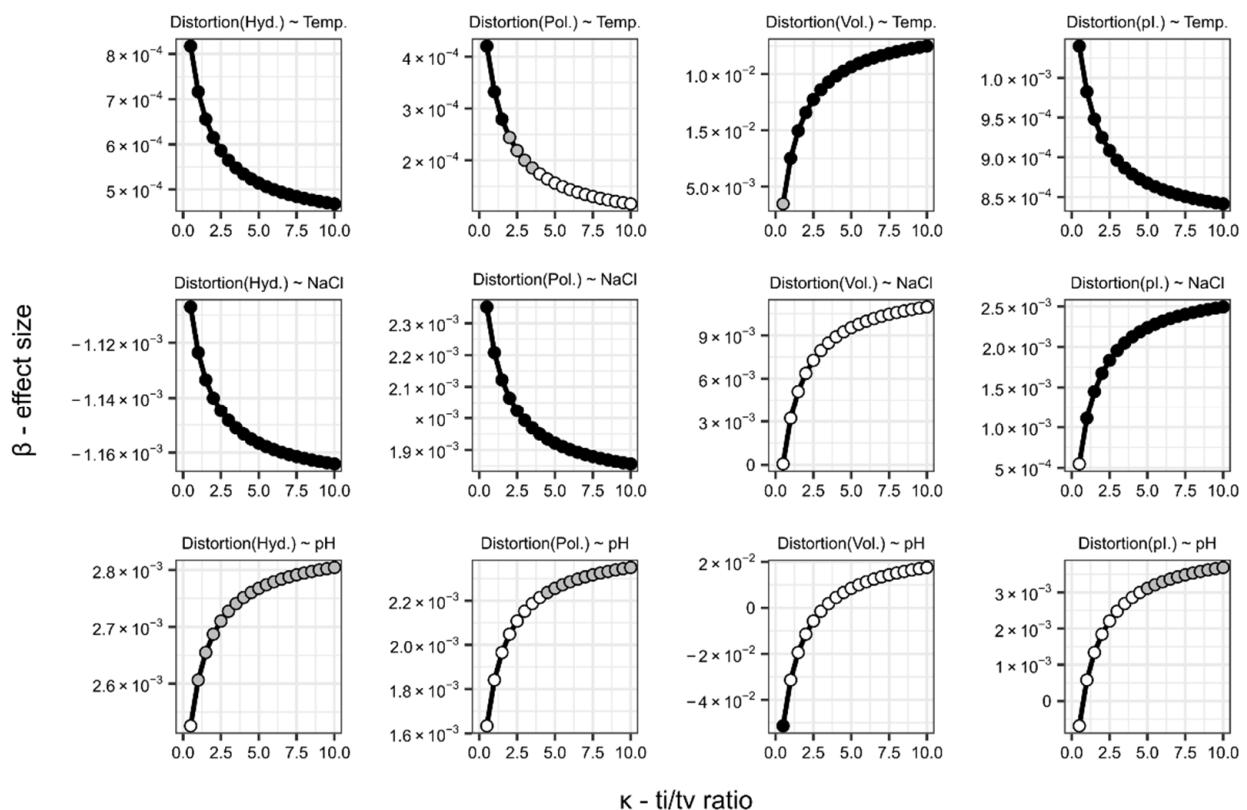 Distortion(Hyd.) ~ Temp.
8 × 10⁻⁴
7 × 10⁻⁴
6 × 10⁻⁴
5 × 10⁻⁴
0.0 2.5 5.0 7.5 10.0
Distortion(Pol.) ~ Temp.
4 × 10⁻⁴
3 × 10⁻⁴
2 × 10⁻⁴
0.0 2.5 5.0 7.5 10.0
Distortion(Vol.) ~ Temp.
1.0 × 10⁻²
1.5 × 10⁻²
5.0 × 10⁻³
0.0 2.5 5.0 7.5 10.0
Distortion(pI.) ~ Temp.
1.0 × 10⁻³
9.5 × 10⁻⁴
9.0 × 10⁻⁴
8.5 × 10⁻⁴
0.0 2.5 5.0 7.5 10.0
β - effect size
Distortion(Hyd.) ~ NaCl
− 1.12 × 10⁻³
− 1.14 × 10⁻³
− 1.16 × 10⁻³
0.0 2.5 5.0 7.5 10.0
Distortion(Pol.) ~ NaCl
2.3 × 10⁻³
2.2 × 10⁻³
2.1 × 10⁻³
× 10⁻³
1.9 × 10⁻³
0.0 2.5 5.0 7.5 10.0
Distortion(Vol.) ~ NaCl
9 × 10⁻³
6 × 10⁻³
3 × 10⁻³
0
0.0 2.5 5.0 7.5 10.0
Distortion(pI.) ~ NaCl
2.5 × 10⁻³
2.0 × 10⁻³
1.5 × 10⁻³
1.0 × 10⁻³
5 × 10⁻⁴
0.0 2.5 5.0 7.5 10.0
Distortion(Hyd.) ~ pH
2.8 × 10⁻³
2.7 × 10⁻³
2.6 × 10⁻³
0.0 2.5 5.0 7.5 10.0
Distortion(Pol.) ~ pH
2.2 × 10⁻³
2.0 × 10⁻³
1.8 × 10⁻³
1.6 × 10⁻³
0.0 2.5 5.0 7.5 10.0
Distortion(Vol.) ~ pH
2 × 10⁻²
0
− 2 × 10⁻²
− 4 × 10⁻²
0.0 2.5 5.0 7.5 10.0
Distortion(pI.) ~ pH
3 × 10⁻³
2 × 10⁻³
1 × 10⁻³
0
0.0 2.5 5.0 7.5 10.0
κ - ti/tv ratio